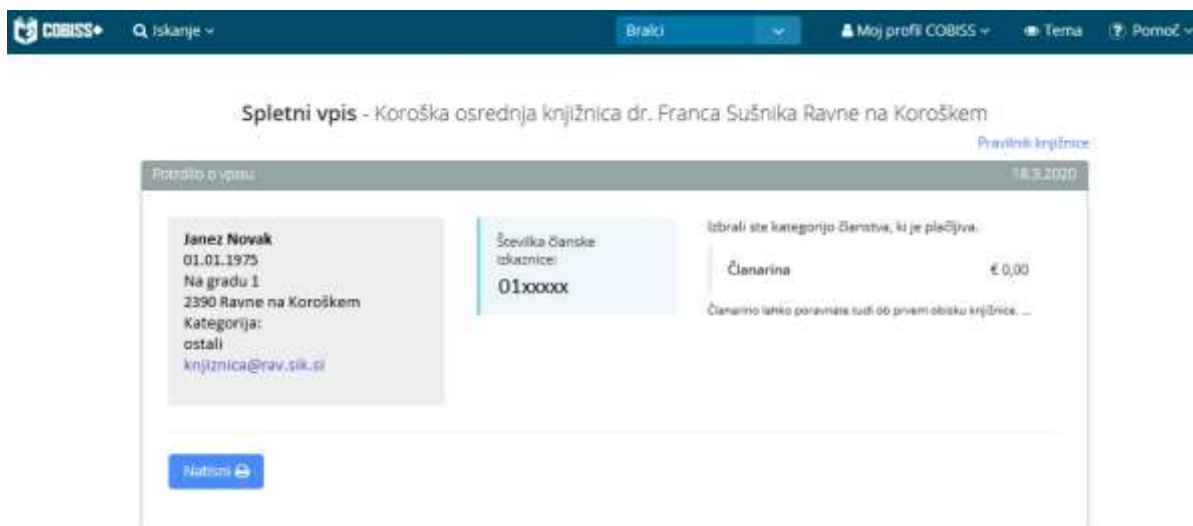 COBISS+ Iskanje Bralci Moj profil COBISS Tema Pomoč
Spletni vpis - Koroška osrednja knjižnica dr. Franca Sušnika Ravne na Koroškem
Pravilnik knjižnice
Potrdilo o vpisu 18.3.2020
Janez Novak
01.01.1975
Na gradu 1
2390 Ravne na Koroškem
Kategorija:
ostali
knjiznica@rav.sik.si
Številka članske
izkaznice:
01xxxxx
Izbrali ste kategorijo članstva, ki je plačljiva.
Članarina € 0,00
Članarino lahko poravnate tudi ob prvem obisku knjižnice. ...
Natisni